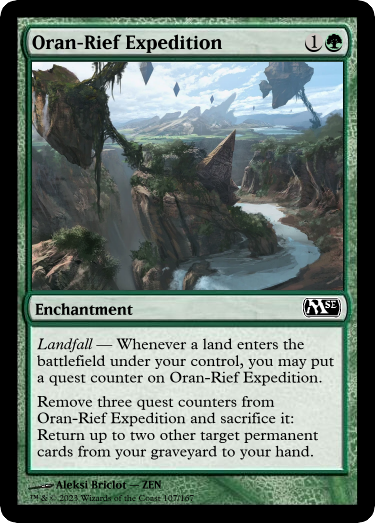 Oran-Rief Expedition 1
Enchantment
MSE
Landfall — Whenever a land enters the
battlefield under your control, you may put
a quest counter on Oran-Rief Expedition.
Remove three quest counters from
Oran-Rief Expedition and sacrifice it:
Return up to two other target permanent
cards from your graveyard to your hand.
Aleksi Briclot — ZEN
™ & © 2023 Wizards of the Coast 107/167